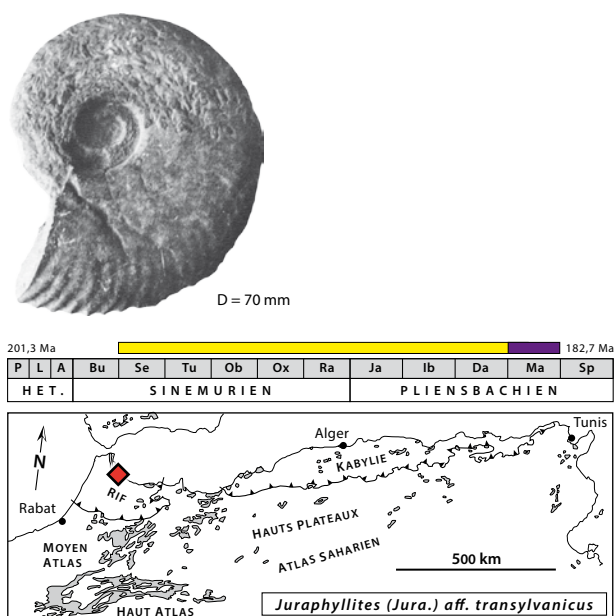 D = 70 mm
201,3 Ma
182,7 Ma
P L A Bu Se Tu Ob Ox Ra Ja Ib Da Ma Sp
HET. SINEMURIEN PLIENSBACHIEN
Tunis
Alger
N
KABYLIE
RIF
Rabat
HAUTS PLATEAUX
MOYEN
ATLAS
ATLAS SAHARIEN
500 km
HAUT ATLAS
Juraphyllites (Jura.) aff. transylvanicus